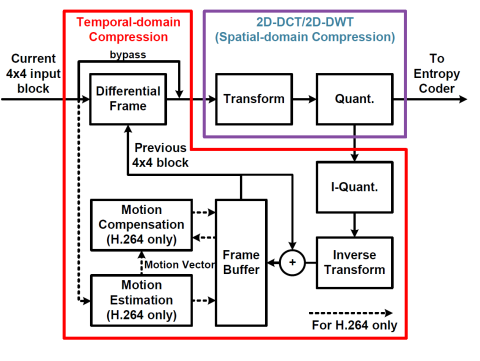 Temporal-domain
Compression
2D-DCT/2D-DWT
(Spatial-domain Compression)
Current
4x4 input
block
bypass
Differential
Frame
Transform
Quant.
To
Entropy
Coder
Previous
4x4 block
I-Quant.
Motion
Compensation
(H.264 only)
Frame
Buffer
+
Inverse
Transform
Motion Vector
Motion
Estimation
(H.264 only)
For H.264 only